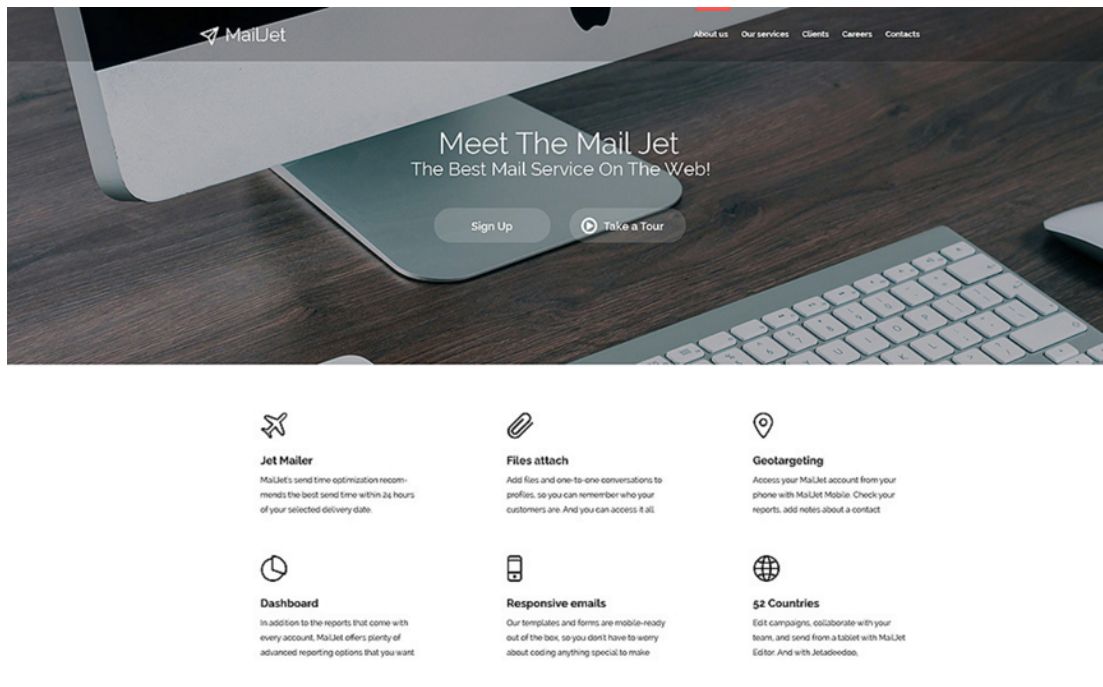 MailJet
About us Our services Clients Careers Contacts
Meet The Mail Jet
The Best Mail Service On The Web!
Sign Up Take a Tour
Jet Mailer
MailJet's send time optimization recom-
mends the best send time within 24 hours
of your selected delivery date.
Files attach
Add files and one-to-one conversations to
profiles, so you can remember who your
customers are. And you can access it all
Geotargeting
Access your MailJet account from your
phone with MailJet Mobile. Check your
reports, add notes about a contact
Dashboard
In addition to the reports that come with
every account, MailJet offers plenty of
advanced reporting options that you want
Responsive emails
Our templates and forms are mobile-ready
out of the box, so you don't have to worry
about coding anything special to make
52 Countries
Edit campaigns, collaborate with your
team, and send from a tablet with MailJet
Editor. And with Jetadeedoo,